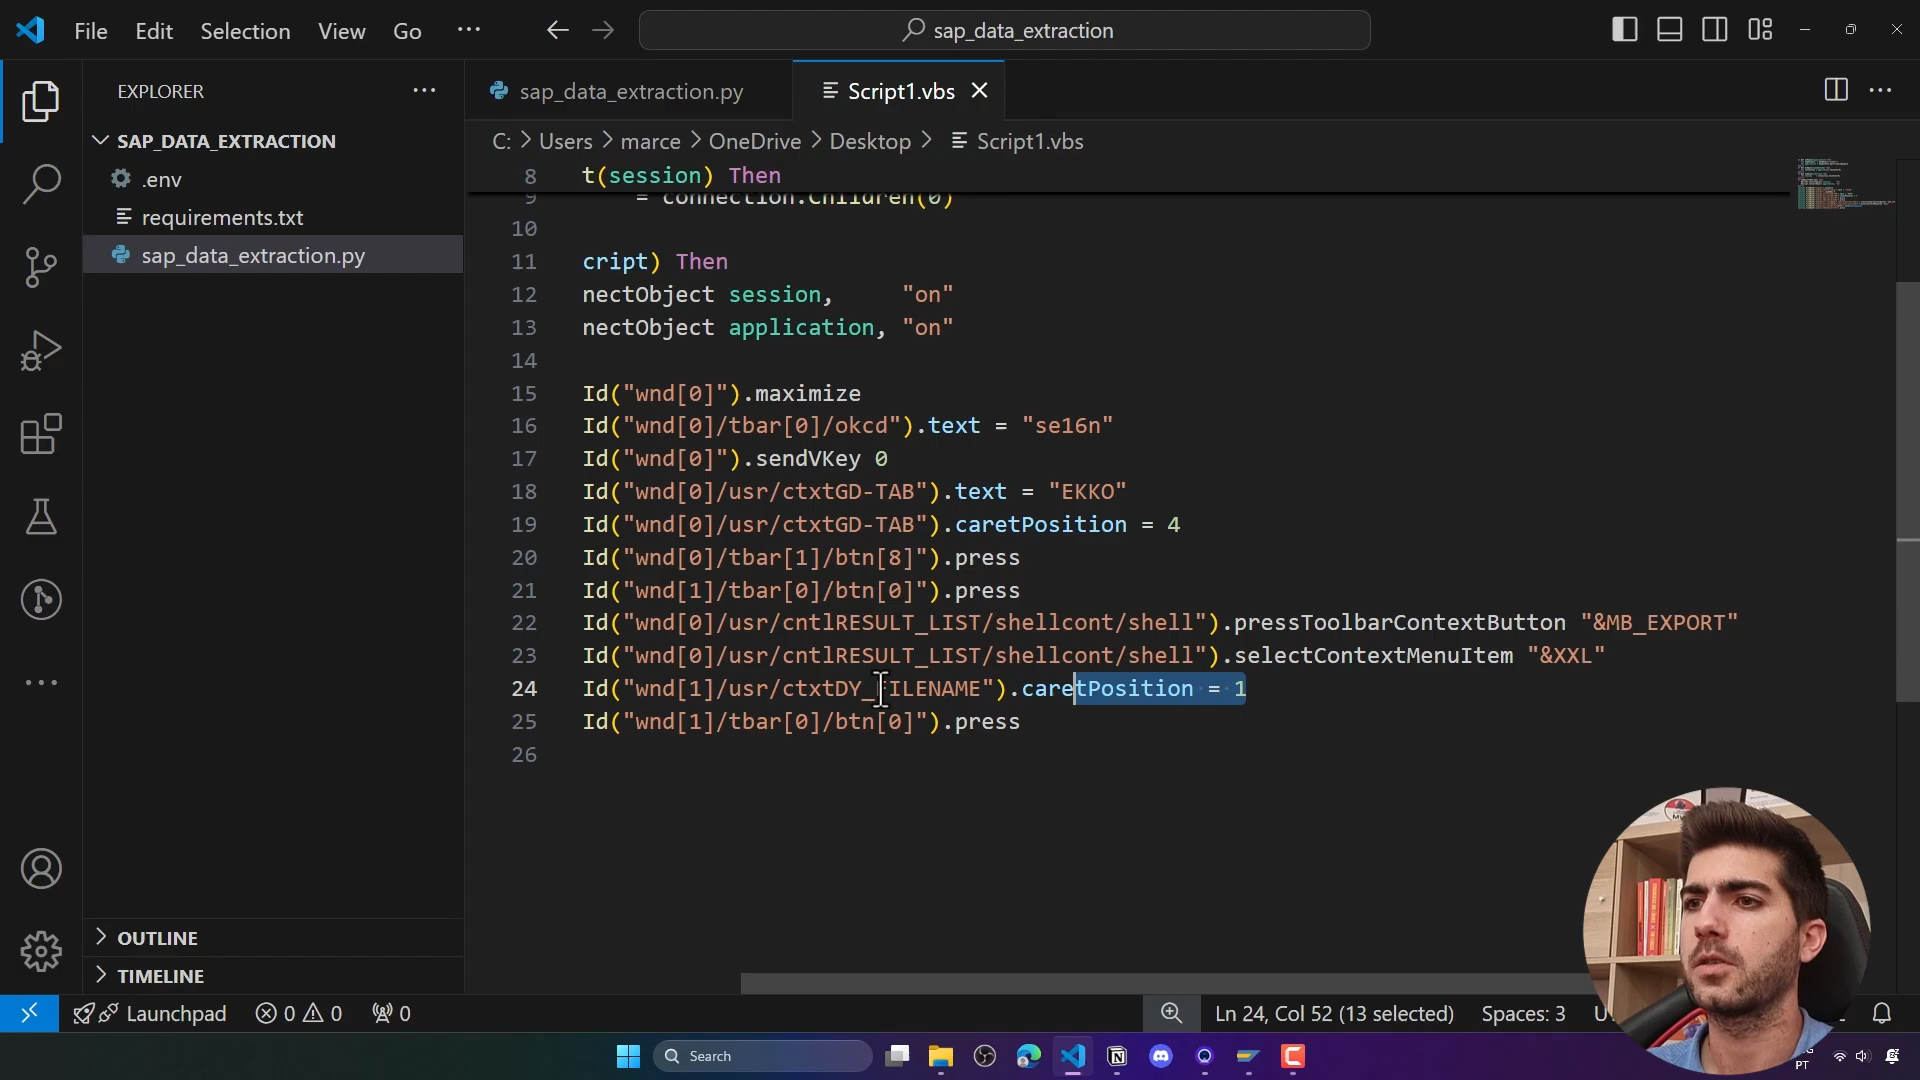 File Edit Selection View Go ···
sap_data_extraction
EXPLORER
SAP_DATA_EXTRACTION
.env
requirements.txt
sap_data_extraction.py
OUTLINE
TIMELINE
sap_data_extraction.py
Script1.vbs
C: > Users > marce > OneDrive > Desktop > Script1.vbs
8 t(session) Then
9 = connection.Children(0)
10
11 cript) Then
12 nectObject session,     "on"
13 nectObject application, "on"
14
15 Id("wnd[0]").maximize
16 Id("wnd[0]/tbar[0]/okcd").text = "se16n"
17 Id("wnd[0]").sendVKey 0
18 Id("wnd[0]/usr/ctxtGD-TAB").text = "EKKO"
19 Id("wnd[0]/usr/ctxtGD-TAB").caretPosition = 4
20 Id("wnd[0]/tbar[1]/btn[8]").press
21 Id("wnd[1]/tbar[0]/btn[0]").press
22 Id("wnd[0]/usr/cntlRESULT_LIST/shellcont/shell").pressToolbarContextButton "&MB_EXPORT"
23 Id("wnd[0]/usr/cntlRESULT_LIST/shellcont/shell").selectContextMenuItem "&XXL"
24 Id("wnd[1]/usr/ctxtDY_FILENAME").caretPosition = 1
25 Id("wnd[1]/tbar[0]/btn[0]").press
26
Launchpad 0 0 0 Ln 24, Col 52 (13 selected) Spaces: 3
Search
PT